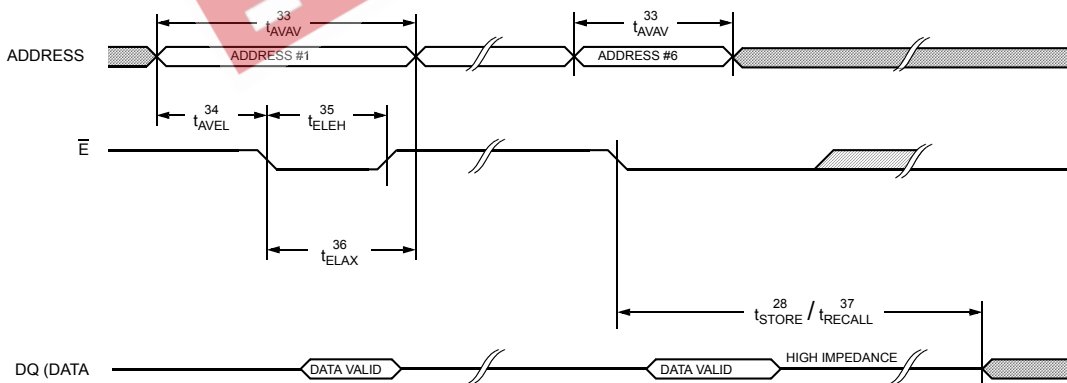 33
tAVAV
33
tAVAV
ADDRESS
ADDRESS #1
ADDRESS #6
34
tAVEL
35
tELEH
E
36
tELAX
28 37
tSTORE / tRECALL
HIGH IMPEDANCE
DQ (DATA
DATA VALID
DATA VALID